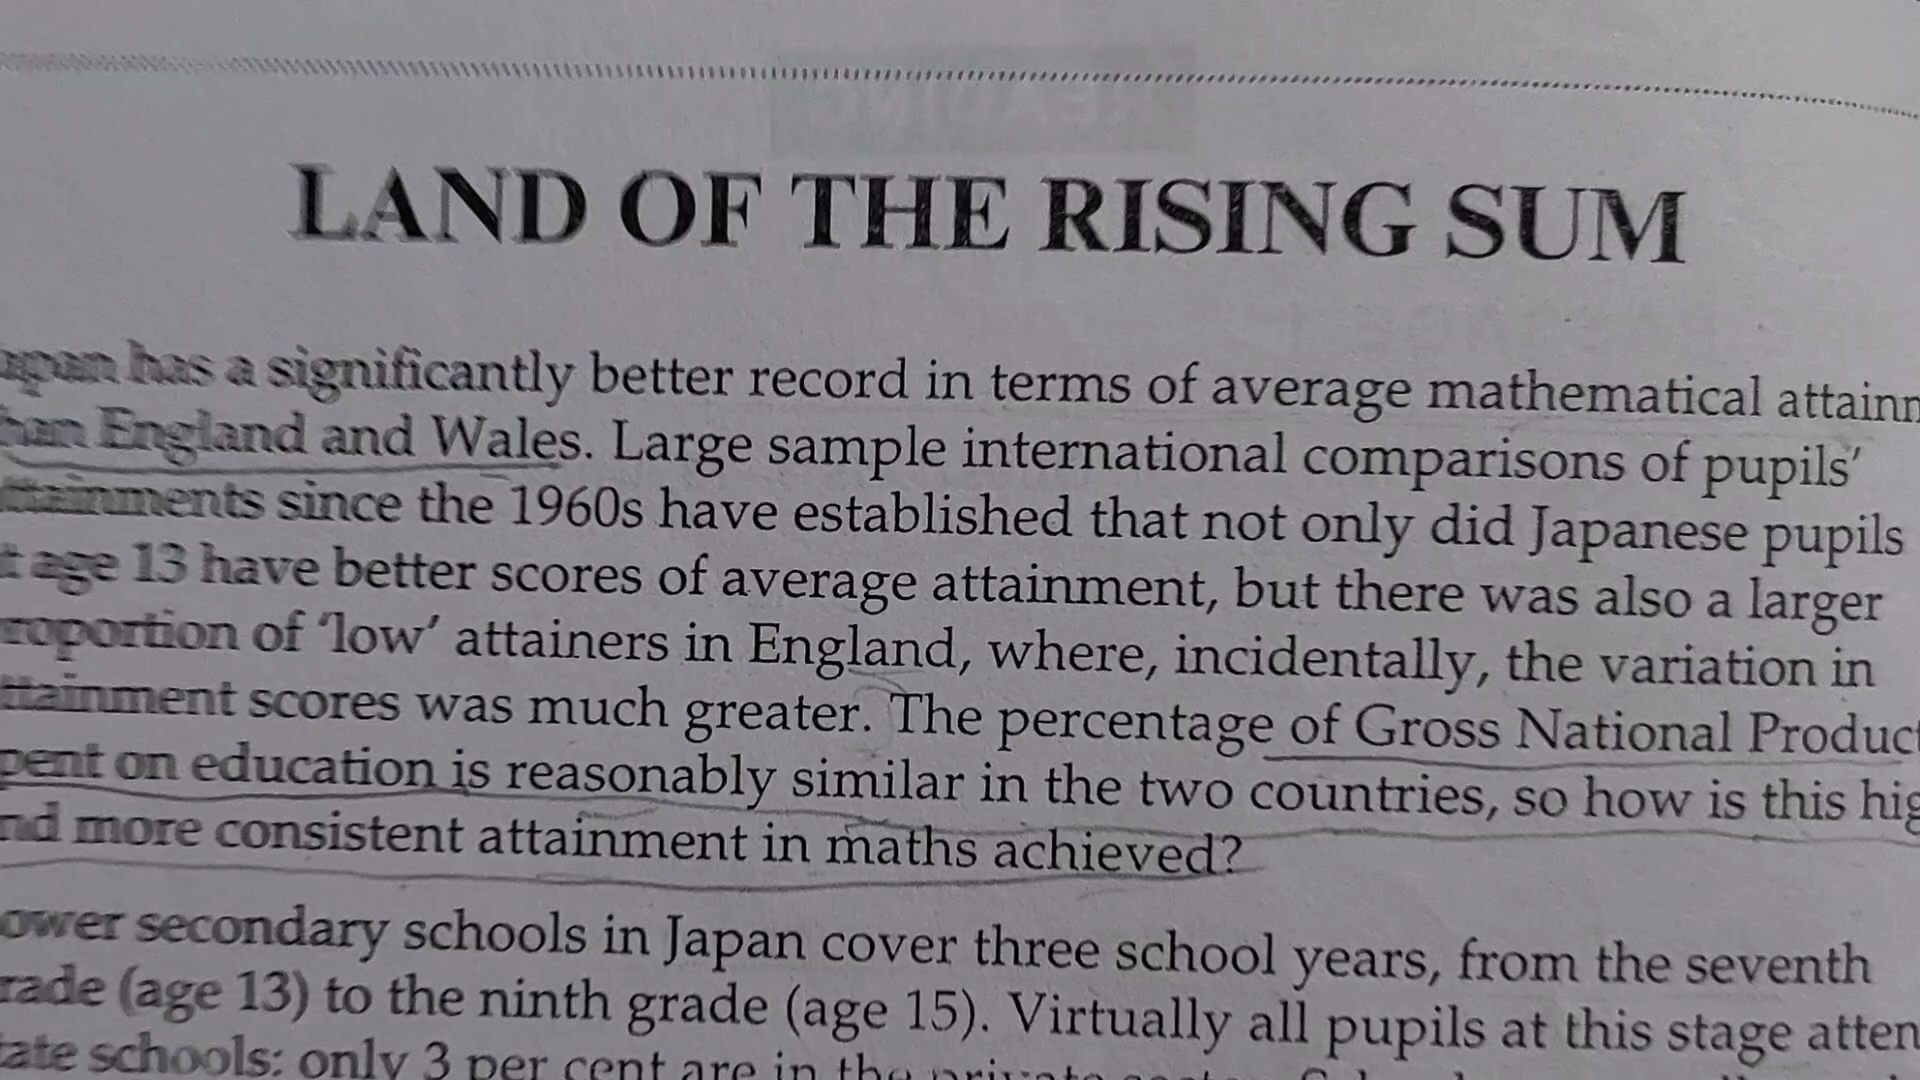 LAND OF THE RISING SUM
apan has a significantly better record in terms of average mathematical attainm
han England and Wales. Large sample international comparisons of pupils'
ttainments since the 1960s have established that not only did Japanese pupils
t age 13 have better scores of average attainment, but there was also a larger
roportion of 'low' attainers in England, where, incidentally, the variation in
ttainment scores was much greater. The percentage of Gross National Product
pent on education is reasonably similar in the two countries, so how is this hig
nd more consistent attainment in maths achieved?
ower secondary schools in Japan cover three school years, from the seventh
rade (age 13) to the ninth grade (age 15). Virtually all pupils at this stage atten
tate schools: only 3 per cent are in the private